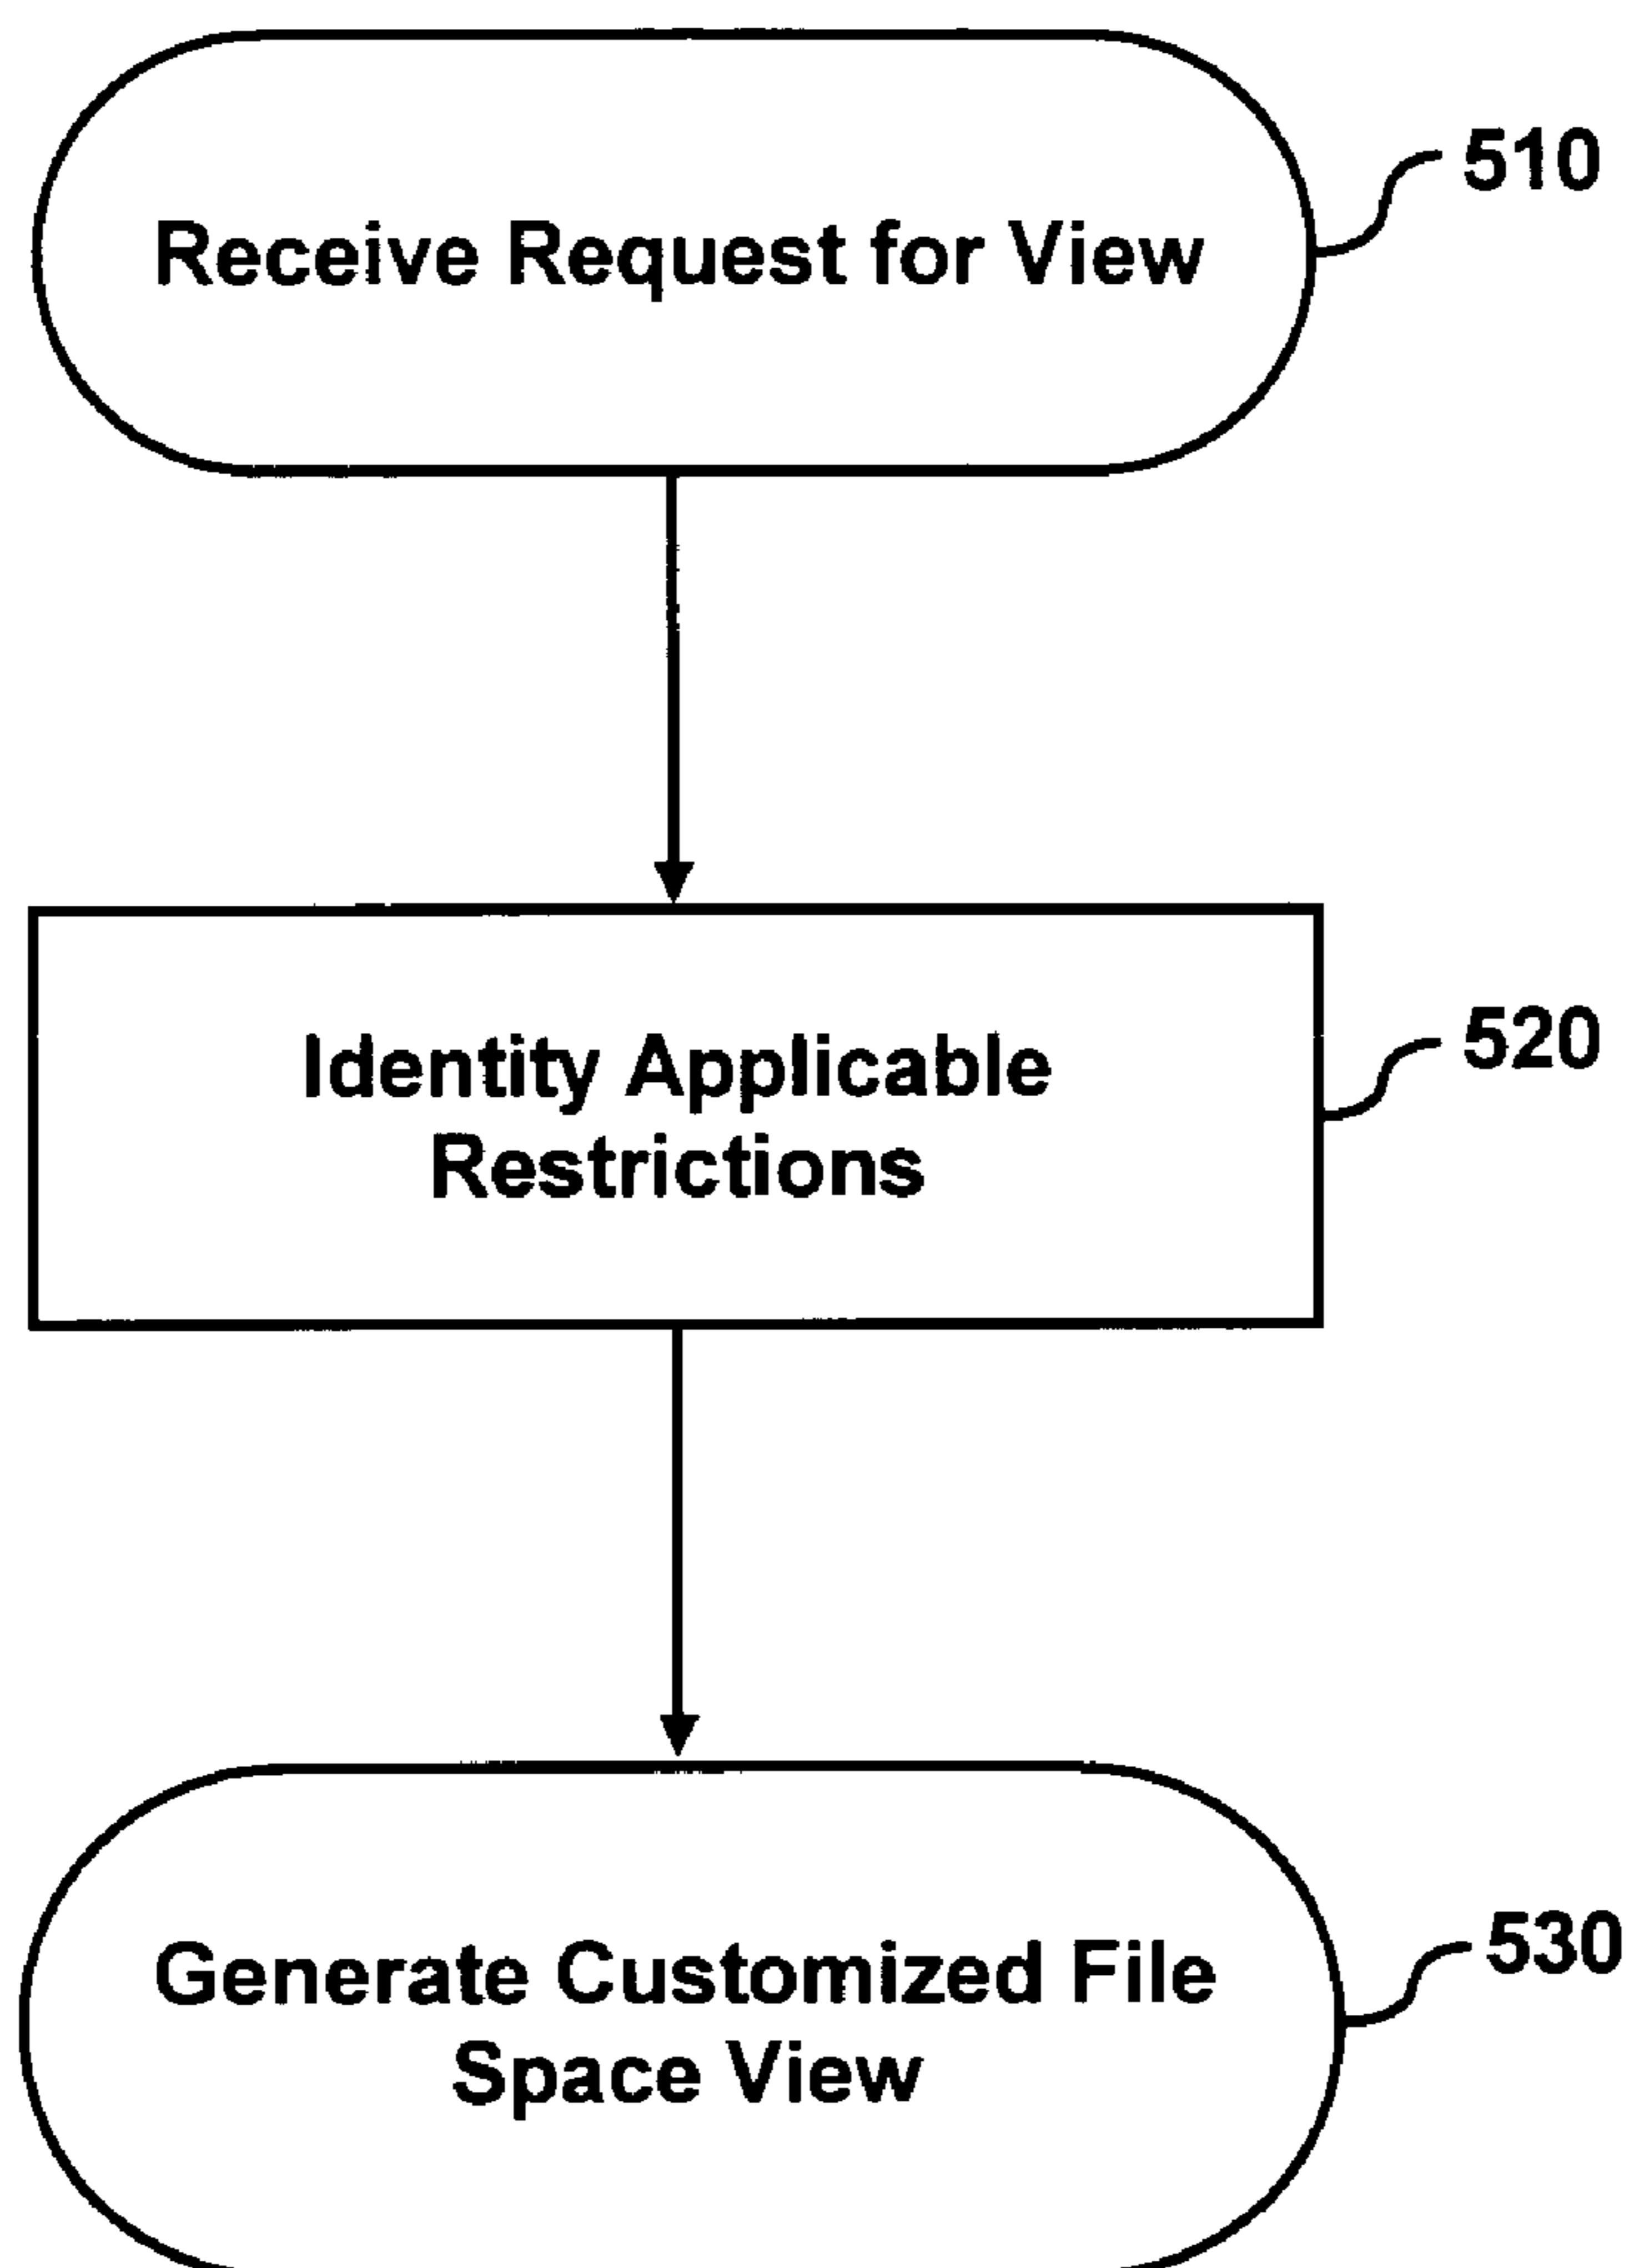 Receive Request for View
510
Identity Applicable
Restrictions
520
Generate Customized File
Space View
530